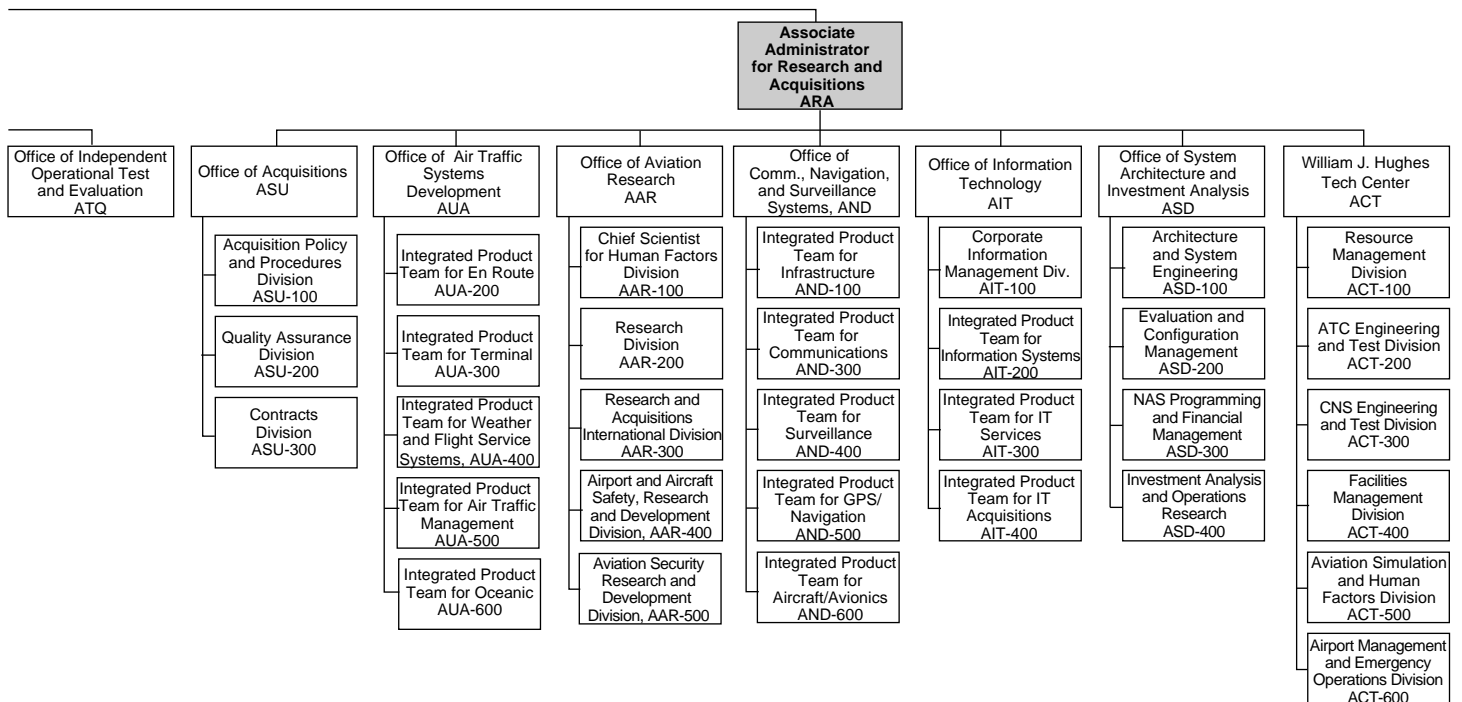 Associate
Administrator
for Research and
Acquisitions
ARA
Office of Independent
Operational Test
and Evaluation
ATQ
Office of Acquisitions
ASU
Acquisition Policy
and Procedures
Division
ASU-100
Quality Assurance
Division
ASU-200
Contracts
Division
ASU-300
Office of Air Traffic
Systems
Development
AUA
Integrated Product
Team for En Route
AUA-200
Integrated Product
Team for Terminal
AUA-300
Integrated Product
Team for Weather
and Flight Service
Systems, AUA-400
Integrated Product
Team for Air Traffic
Management
AUA-500
Integrated Product
Team for Oceanic
AUA-600
Office of Aviation
Research
AAR
Chief Scientist
for Human Factors
Division
AAR-100
Research
Division
AAR-200
Research and
Acquisitions
International Division
AAR-300
Airport and Aircraft
Safety, Research
and Development
Division, AAR-400
Aviation Security
Research and
Development
Division, AAR-500
Office of
Comm., Navigation,
and Surveillance
Systems, AND
Integrated Product
Team for
Infrastructure
AND-100
Integrated Product
Team for
Communications
AND-300
Integrated Product
Team for
Surveillance
AND-400
Integrated Product
Team for GPS/
Navigation
AND-500
Integrated Product
Team for
Aircraft/Avionics
AND-600
Office of Information
Technology
AIT
Corporate
Information
Management Div.
AIT-100
Integrated Product
Team for
Information Systems
AIT-200
Integrated Product
Team for IT
Services
AIT-300
Integrated Product
Team for IT
Acquisitions
AIT-400
Office of System
Architecture and
Investment Analysis
ASD
Architecture
and System
Engineering
ASD-100
Evaluation and
Configuration
Management
ASD-200
NAS Programming
and Financial
Management
ASD-300
Investment Analysis
and Operations
Research
ASD-400
William J. Hughes
Tech Center
ACT
Resource
Management
Division
ACT-100
ATC Engineering
and Test Division
ACT-200
CNS Engineering
and Test Division
ACT-300
Facilities
Management
Division
ACT-400
Aviation Simulation
and Human
Factors Division
ACT-500
Airport Management
and Emergency
Operations Division
ACT-600